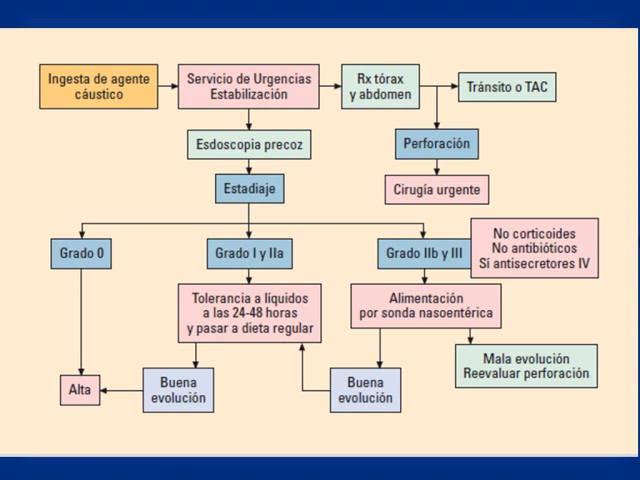 Ingesta de agente
cáustico
Servicio de Urgencias
Estabilización
Rx tórax
y abdomen
Tránsito o TAC
Esdoscopia precoz
Perforación
Estadiaje
Cirugía urgente
Grado 0
Grado I y IIa
Grado IIb y III
No corticoides
No antibióticos
Sí antisecretores IV
Tolerancia a líquidos
a las 24-48 horas
y pasar a dieta regular
Alimentación
por sonda nasoentérica
Mala evolución
Reevaluar perforación
Alta
Buena
evolución
Buena
evolución